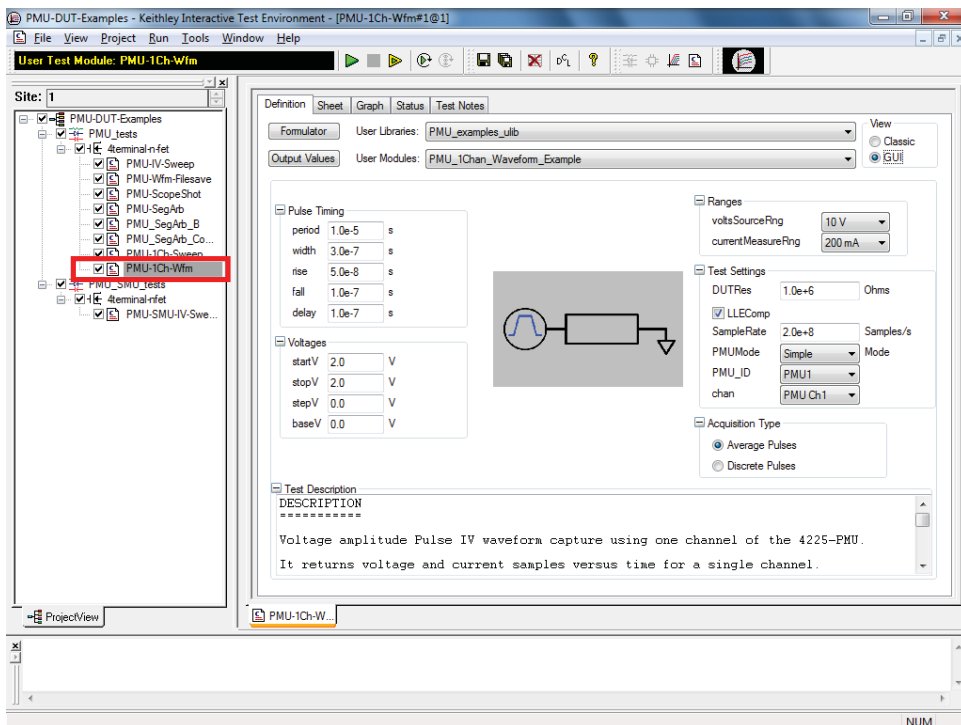 PMU-DUT-Examples - Keithley Interactive Test Environment - [PMU-1Ch-Wfm#1@1]
File View Project Run Tools Window Help
User Test Module: PMU-1Ch-Wfm
Site: 1
PMU-DUT-Examples
PMU_tests
4terminal-n-fet
PMU-IV-Sweep
PMU-Wfm-Filesave
PMU-ScopeShot
PMU-SegArb
PMU_SegArb_B
PMU_SegArb_Co...
PMU-1Ch-Sweep
PMU-1Ch-Wfm
PMU_SMU_tests
4terminal-nfet
PMU-SMU-IV-Swe...
ProjectView
Definition Sheet Graph Status Test Notes
Formulator User Libraries: PMU_examples_ulib
Output Values User Modules: PMU_1Chan_Waveform_Example
View
Classic
GUI
Pulse Timing
period 1.0e-5 s
width 3.0e-7 s
rise 5.0e-8 s
fall 1.0e-7 s
delay 1.0e-7 s
Voltages
startV 2.0 V
stopV 2.0 V
stepV 0.0 V
baseV 0.0 V
Ranges
voltsSourceRng 10 V
currentMeasureRng 200 mA
Test Settings
DUTRes 1.0e+6 Ohms
LLEComp
SampleRate 2.0e+8 Samples/s
PMUMode Simple Mode
PMU_ID PMU1
chan PMU Ch1
Acquisition Type
Average Pulses
Discrete Pulses
Test Description
DESCRIPTION
===========
Voltage amplitude Pulse IV waveform capture using one channel of the 4225-PMU.
It returns voltage and current samples versus time for a single channel.
PMU-1Ch-W...
NUM